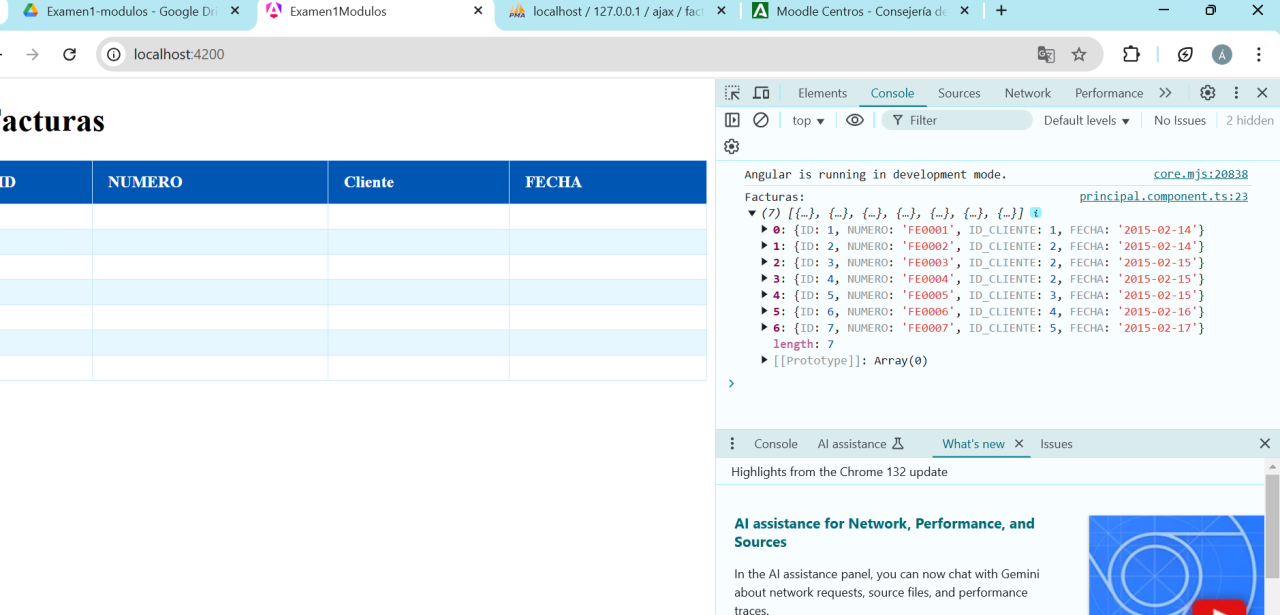 Examen1-modulos - Google Dri
Examen1Modulos
localhost / 127.0.0.1 / ajax / fact
Moodle Centros - Consejería de
localhost:4200
Á
Facturas
ID NUMERO Cliente FECHA
Elements Console Sources Network Performance
top Filter Default levels No Issues 2 hidden
Angular is running in development mode. core.mjs:20838
Facturas: principal.component.ts:23
(7) [{…}, {…}, {…}, {…}, {…}, {…}, {…}] i
0: {ID: 1, NUMERO: 'FE0001', ID_CLIENTE: 1, FECHA: '2015-02-14'}
1: {ID: 2, NUMERO: 'FE0002', ID_CLIENTE: 2, FECHA: '2015-02-14'}
2: {ID: 3, NUMERO: 'FE0003', ID_CLIENTE: 2, FECHA: '2015-02-15'}
3: {ID: 4, NUMERO: 'FE0004', ID_CLIENTE: 2, FECHA: '2015-02-15'}
4: {ID: 5, NUMERO: 'FE0005', ID_CLIENTE: 3, FECHA: '2015-02-15'}
5: {ID: 6, NUMERO: 'FE0006', ID_CLIENTE: 4, FECHA: '2015-02-16'}
6: {ID: 7, NUMERO: 'FE0007', ID_CLIENTE: 5, FECHA: '2015-02-17'}
length: 7
[[Prototype]]: Array(0)
Console AI assistance What's new Issues
Highlights from the Chrome 132 update
AI assistance for Network, Performance, and
Sources
In the AI assistance panel, you can now chat with Gemini
about network requests, source files, and performance
traces.